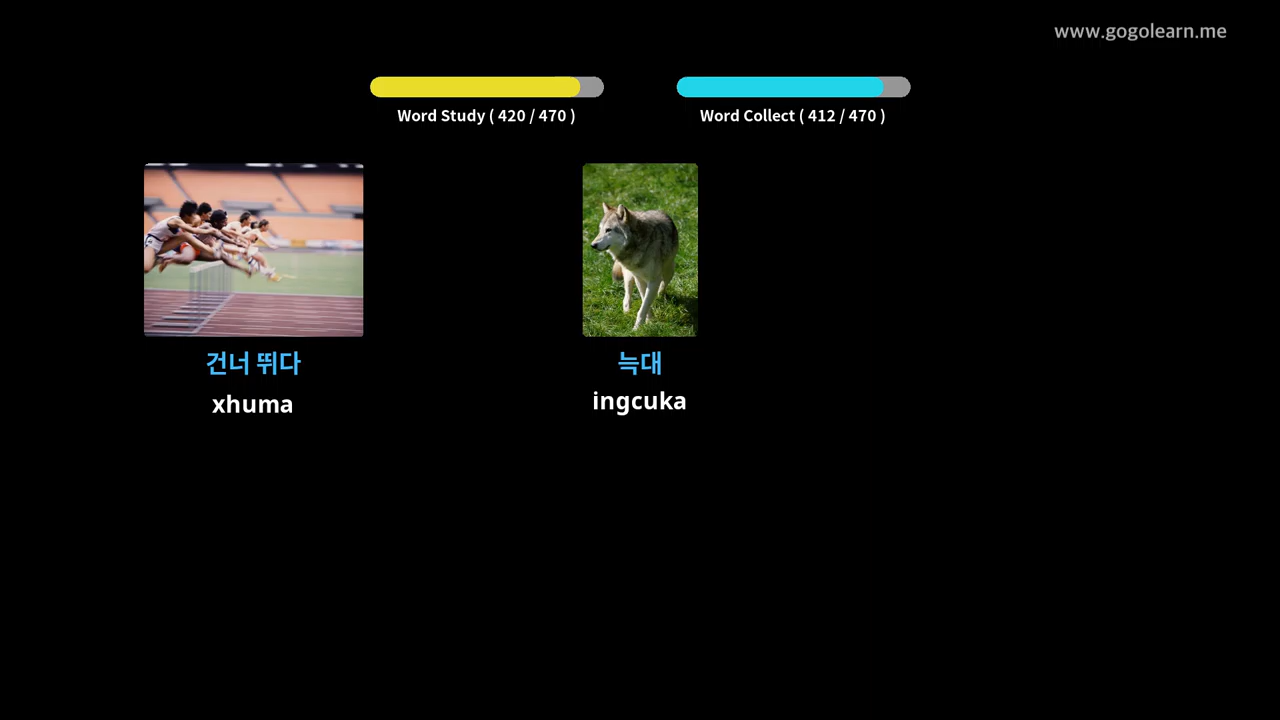 www.gogolearn.me
Word Study ( 420 / 470 )
Word Collect ( 412 / 470 )
건너 뛰다
xhuma
늑대
ingcuka